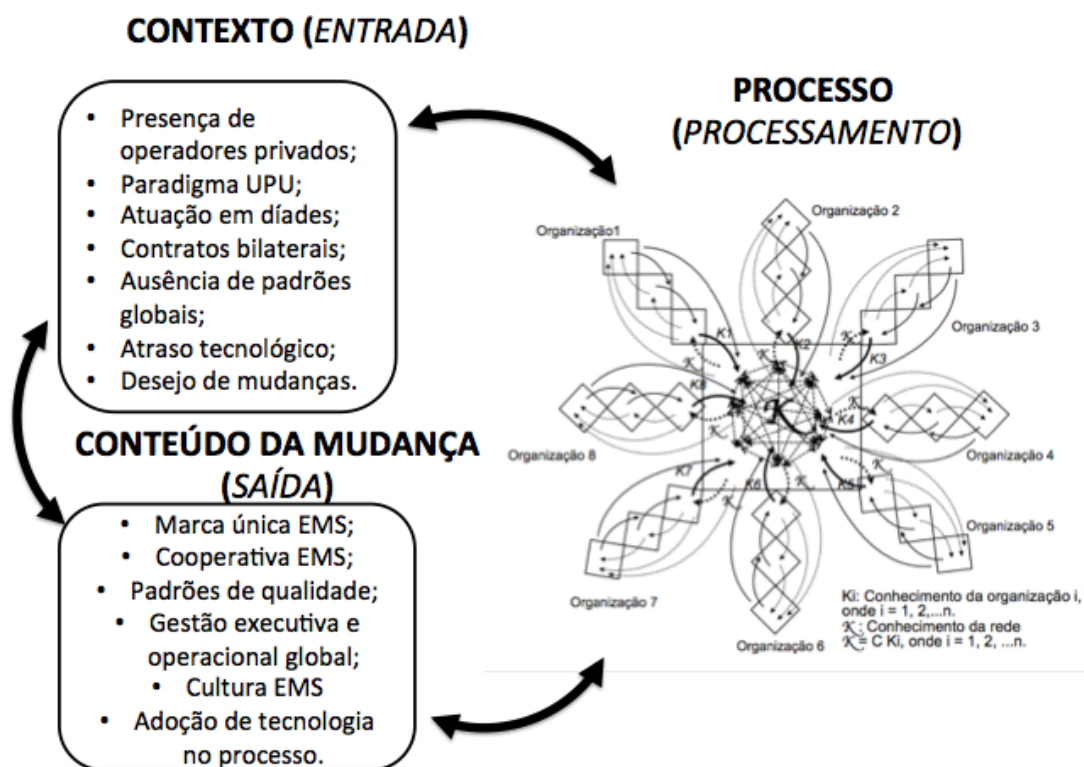 CONTEXTO (ENTRADA)
• Presença de
operadores privados;
• Paradigma UPU;
• Atuação em díades;
• Contratos bilaterais;
• Ausência de padrões
globais;
• Atraso tecnológico;
• Desejo de mudanças.
CONTEÚDO DA MUDANÇA
(SAÍDA)
• Marca única EMS;
• Cooperativa EMS;
• Padrões de qualidade;
• Gestão executiva e
operacional global;
• Cultura EMS
• Adoção de tecnologia
no processo.
PROCESSO
(PROCESSAMENTO)
Organização1
Organização 2
Organização 3
Organização 4
Organização 5
Organização 6
Organização 7
Organização 8
K1
K2
K3
K4
K5
K6
K7
K8
K
K
K
K
K
K
K
K
K
Ki: Conhecimento da organização i,
onde i = 1, 2,...n.
K : Conhecimento da rede
K = C Ki, onde i = 1, 2, ...n.